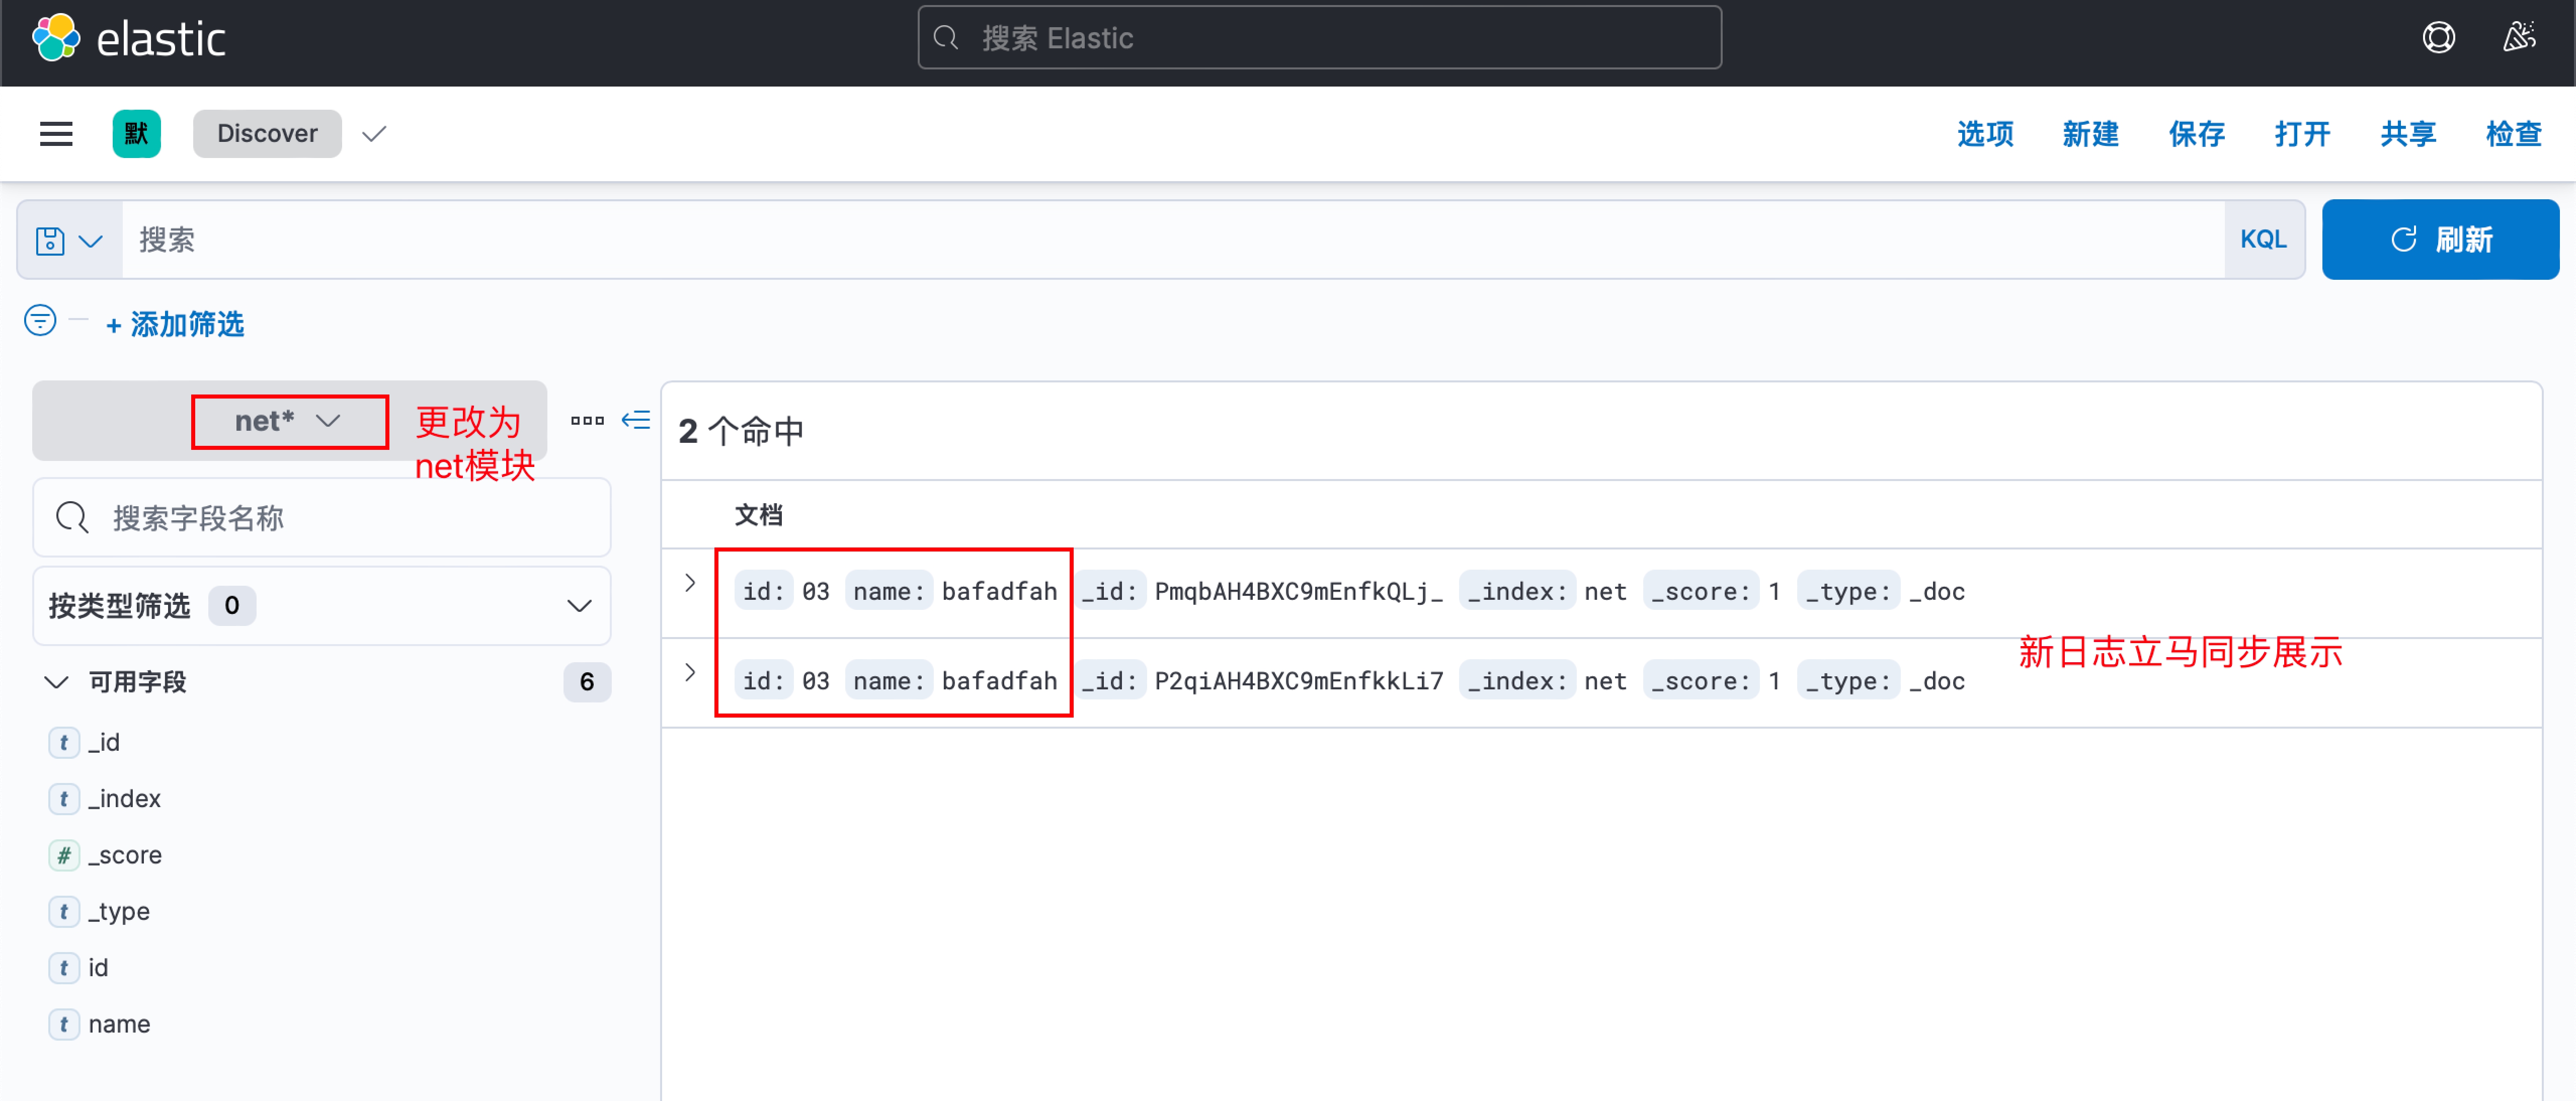 elastic
搜索 Elastic
默 Discover
选项 新建 保存 打开 共享 检查
搜索 KQL 刷新
+ 添加筛选
net*
更改为
net模块
搜索字段名称
按类型筛选 0
可用字段 6
t _id
t _index
# _score
t _type
t id
t name
2 个命中
文档
id: 03 name: bafadfah _id: PmqbAH4BXC9mEnfkQLj_ _index: net _score: 1 _type: _doc
id: 03 name: bafadfah _id: P2qiAH4BXC9mEnfkkLi7 _index: net _score: 1 _type: _doc
新日志立马同步展示